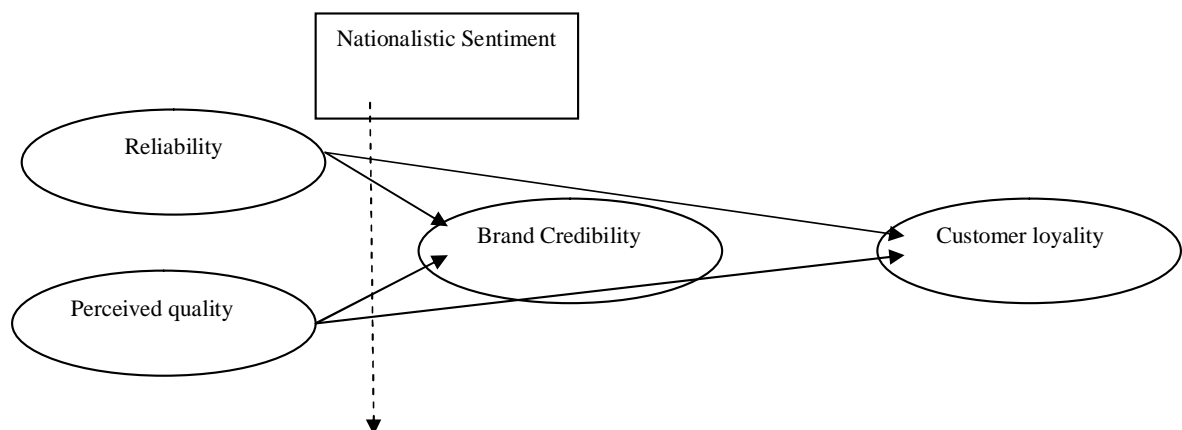 Nationalistic Sentiment
Reliability
Brand Credibility
Customer loyality
Perceived quality